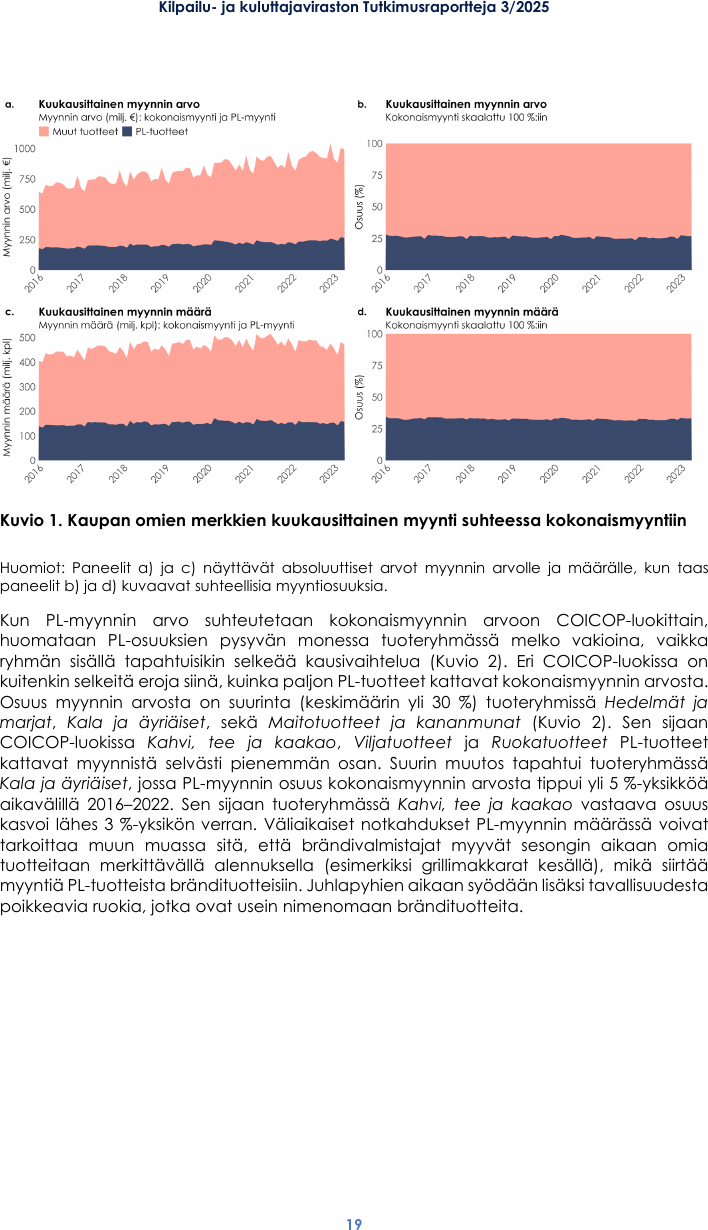 Kilpailu- ja kuluttajaviraston Tutkimusraportteja 3/2025
a. Kuukausittainen myynnin arvo
Myynnin arvo (milj. €): kokonaismyynti ja PL-myynti
Muut tuotteet PL-tuotteet
Myynnin arvo (milj. €)
1000
750
500
250
0
2016 2017 2018 2019 2020 2021 2022 2023
b. Kuukausittainen myynnin arvo
Kokonaismyynti skaalattu 100 %:iin
Osuus (%)
100
75
50
25
0
2016 2017 2018 2019 2020 2021 2022 2023
c. Kuukausittainen myynnin määrä
Myynnin määrä (milj. kpl): kokonaismyynti ja PL-myynti
Myynnin määrä (milj. kpl)
500
400
300
200
100
0
2016 2017 2018 2019 2020 2021 2022 2023
d. Kuukausittainen myynnin määrä
Kokonaismyynti skaalattu 100 %:iin
Osuus (%)
100
75
50
25
0
2016 2017 2018 2019 2020 2021 2022 2023
Kuvio 1. Kaupan omien merkkien kuukausittainen myynti suhteessa kokonaismyyntiin
Huomiot: Paneelit a) ja c) näyttävät absoluuttiset arvot myynnin arvolle ja määrälle, kun taas
paneelit b) ja d) kuvaavat suhteellisia myyntiosuuksia.
Kun PL-myynnin arvo suhteutetaan kokonaismyynnin arvoon COICOP-luokittain,
huomataan PL-osuuksien pysyvän monessa tuoteryhmässä melko vakioina, vaikka
ryhmän sisällä tapahtuisikin selkeää kausivaihtelua (Kuvio 2). Eri COICOP-luokissa on
kuitenkin selkeitä eroja siinä, kuinka paljon PL-tuotteet kattavat kokonaismyynnin arvosta.
Osuus myynnin arvosta on suurinta (keskimäärin yli 30 %) tuoteryhmissä Hedelmät ja
marjat, Kala ja äyriäiset, sekä Maitotuotteet ja kananmunat (Kuvio 2). Sen sijaan
COICOP-luokissa Kahvi, tee ja kaakao, Viljatuotteet ja Ruokatuotteet PL-tuotteet
kattavat myynnistä selvästi pienemmän osan. Suurin muutos tapahtui tuoteryhmässä
Kala ja äyriäiset, jossa PL-myynnin osuus kokonaismyynnin arvosta tippui yli 5 %-yksikköä
aikavälillä 2016–2022. Sen sijaan tuoteryhmässä Kahvi, tee ja kaakao vastaava osuus
kasvoi lähes 3 %-yksikön verran. Väliaikaiset notkahdukset PL-myynnin määrässä voivat
tarkoittaa muun muassa sitä, että brändivalmistajat myyvät sesongin aikaan omia
tuotteitaan merkittävällä alennuksella (esimerkiksi grillimakkarat kesällä), mikä siirtää
myyntiä PL-tuotteista brändituotteisiin. Juhlapyhien aikaan syödään lisäksi tavallisuudesta
poikkeavia ruokia, jotka ovat usein nimenomaan brändituotteita.
19